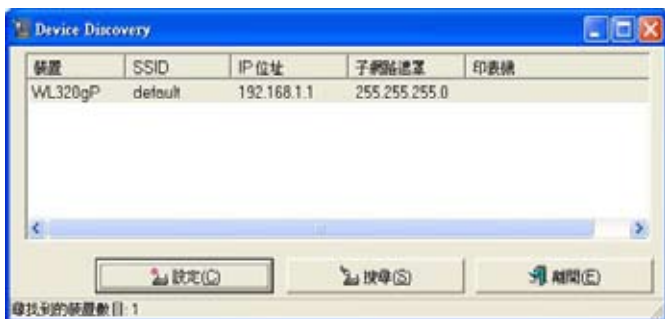 Device Discovery
裝置 SSID IP 位址 子網路遮罩 印表機
WL320gP default 192.168.1.1 255.255.255.0
設定(C) 搜尋(S) 離開(E)
尋找到的裝置數目: 1